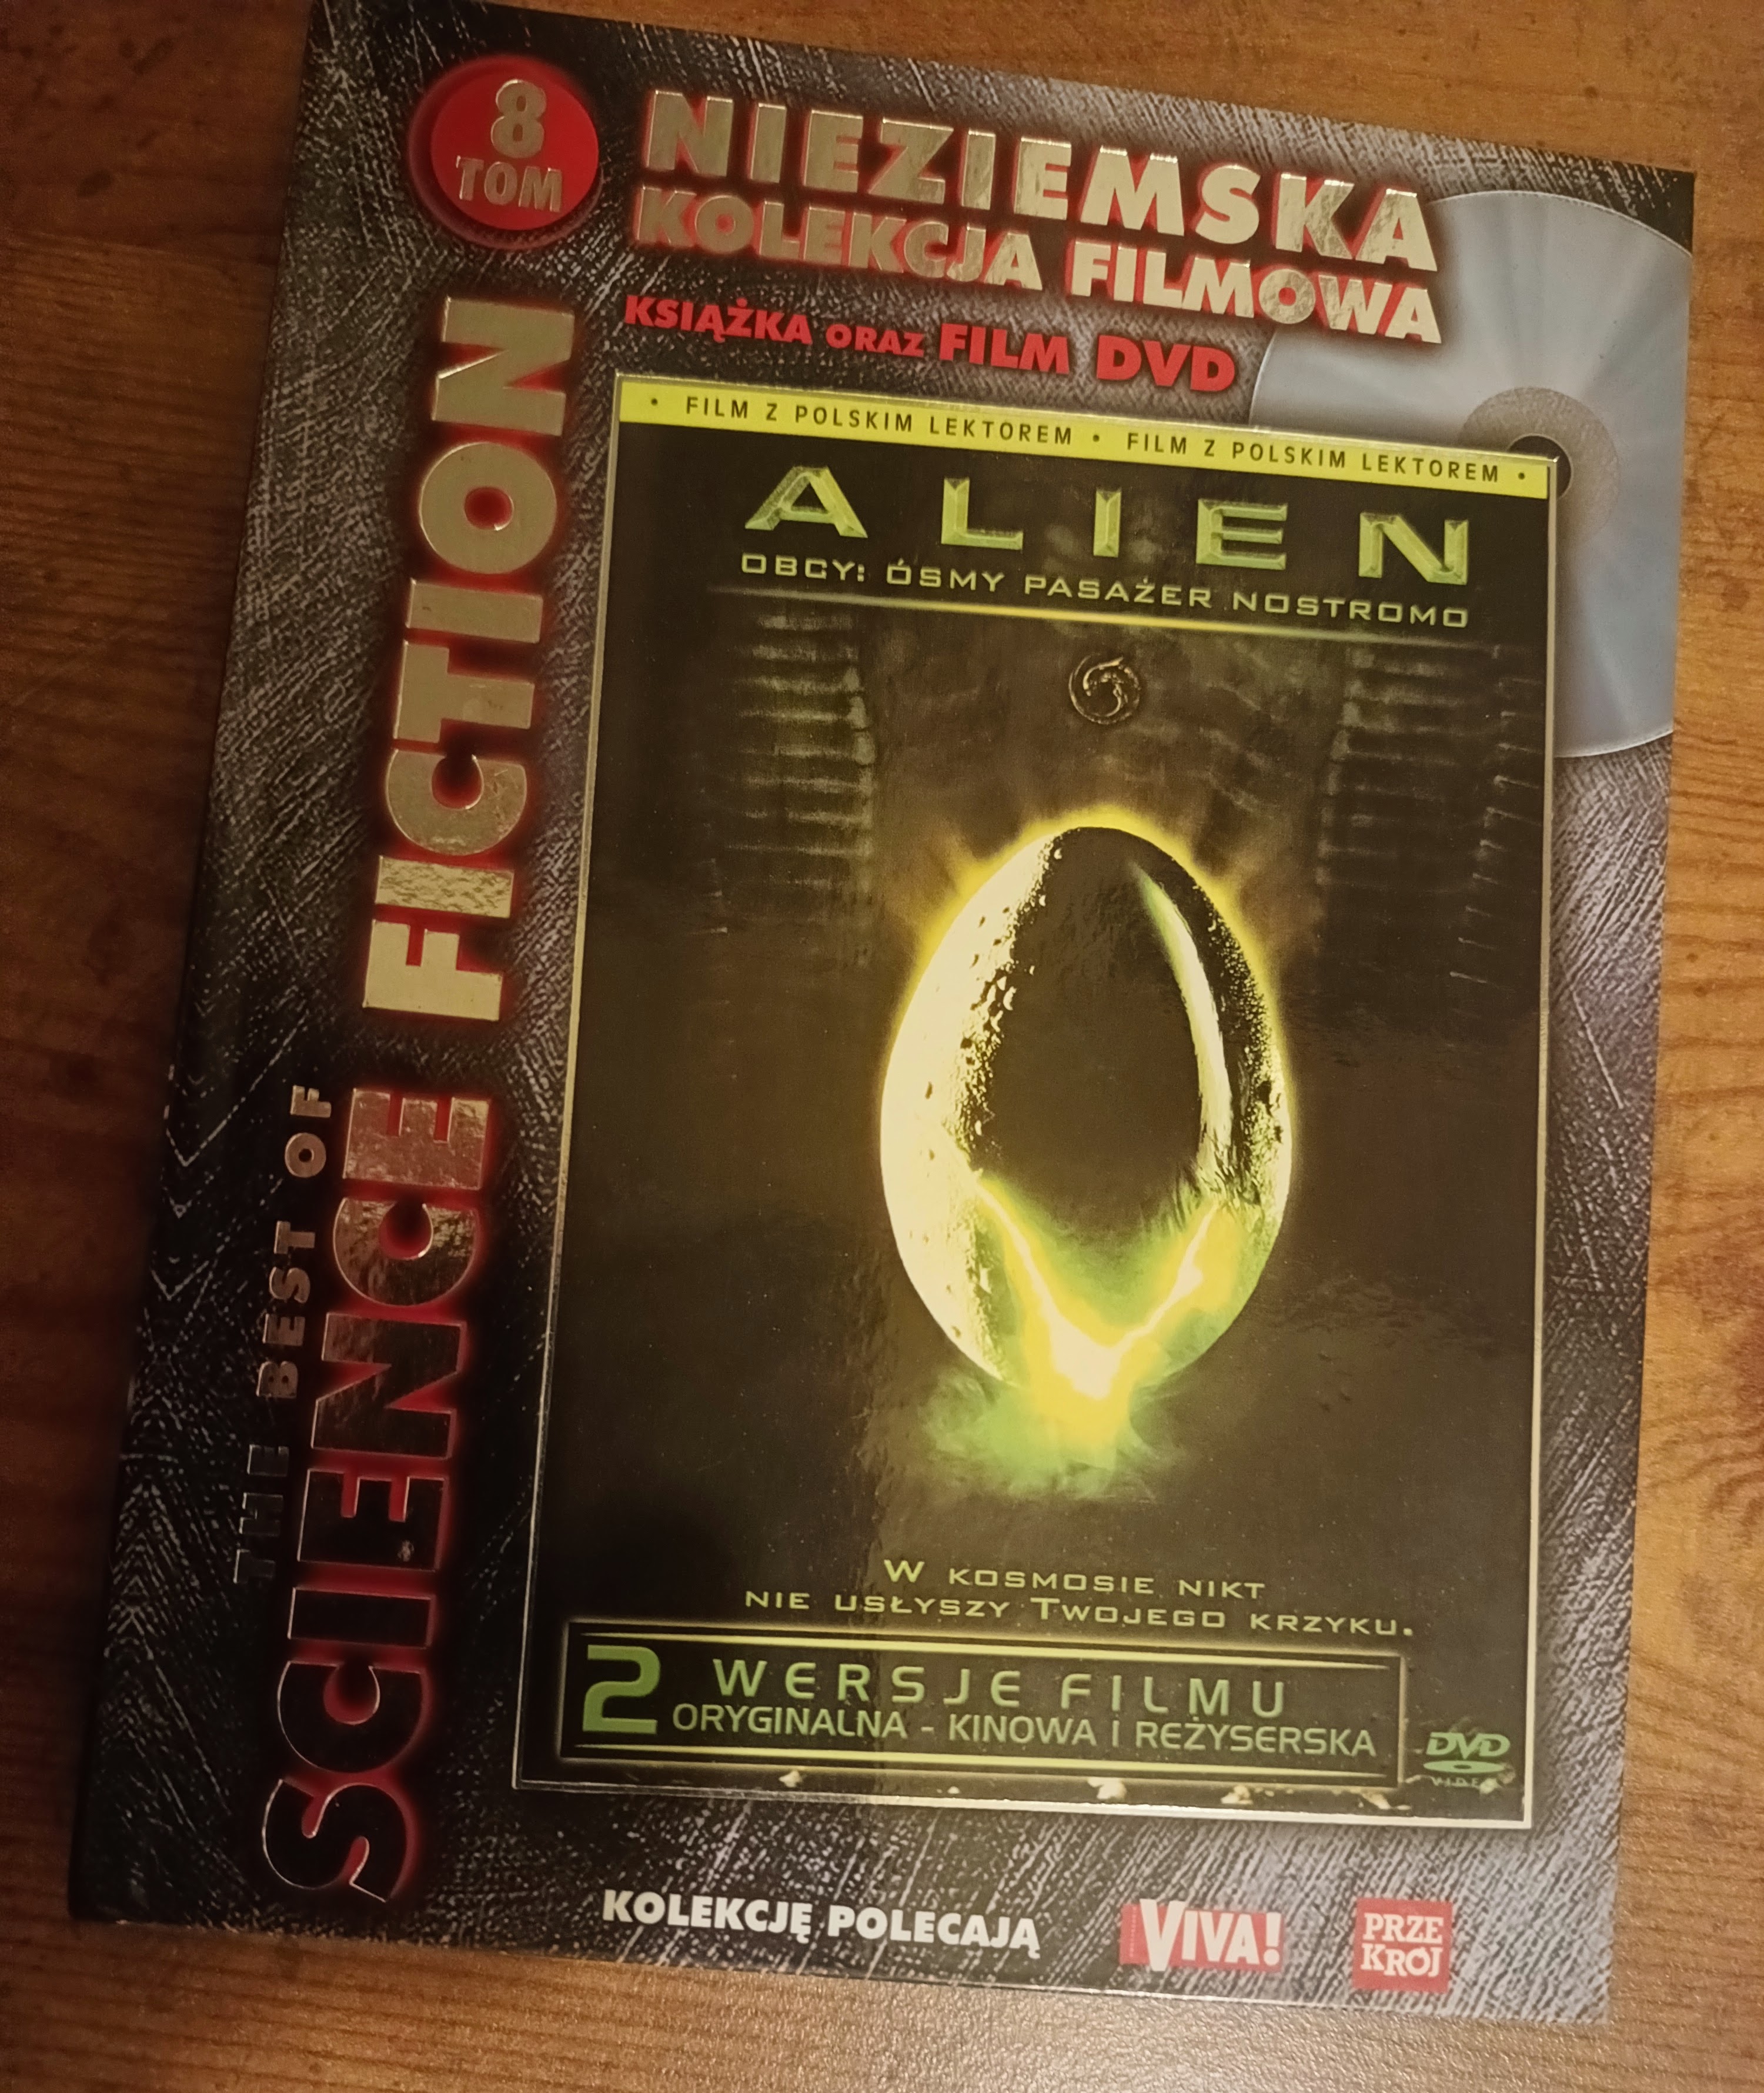 8
TOM
NIEZIEMSKA
KOLEKCJA FILMOWA
KSIĄŻKA ORAZ FILM DVD
THE BEST OF
SCIENCE FICTION
• FILM Z POLSKIM LEKTOREM • FILM Z POLSKIM LEKTOREM •
ALIEN
OBCY: ÓSMY PASAŻER NOSTROMO
W KOSMOSIE NIKT
NIE USŁYSZY TWOJEGO KRZYKU.
2 WERSJE FILMU
ORYGINALNA - KINOWA I REŻYSERSKA
DVD
VIDEO
KOLEKCJĘ POLECAJĄ
VIVA!
PRZE
KRÓJ